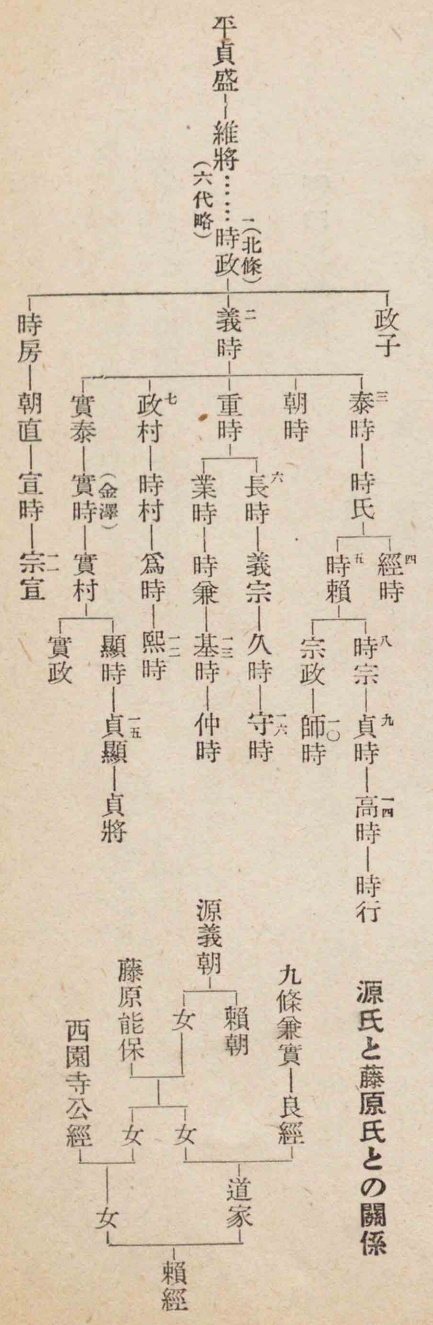 平貞盛―維將……(六代略)時政 一(北條)
政子
義時 二
時房―朝直―宣時―宗宣 一一
泰時 三―時氏
經時 四
時賴 五
時宗 八―貞時 九―高時 一四―時行
宗政―師時 一〇
朝時
重時
長時 六―義宗―久時―守時 一六
業時―時兼―基時 一三―仲時
政村 七―時村―爲時―熙時 一二
實泰―實時(金澤)―實村
顯時―貞顯 一五―貞將
實政
源氏と藤原氏との關係
九條兼實―良經
源義朝
賴朝
女
藤原能保
女
女
西園寺公經
道家
女
賴經